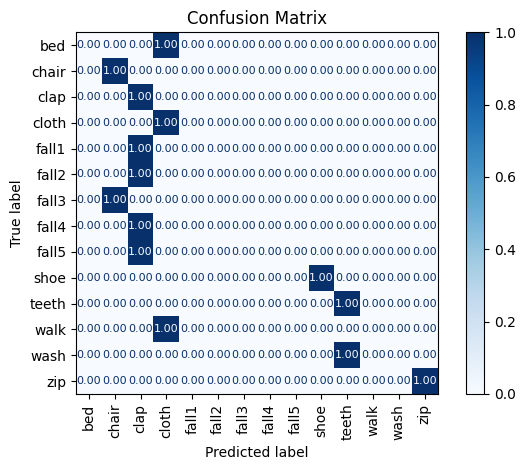 Confusion Matrix
bed 0.00 0.00 0.00 1.00 0.00 0.00 0.00 0.00 0.00 0.00 0.00 0.00 0.00 0.00
chair 0.00 1.00 0.00 0.00 0.00 0.00 0.00 0.00 0.00 0.00 0.00 0.00 0.00 0.00
clap 0.00 0.00 1.00 0.00 0.00 0.00 0.00 0.00 0.00 0.00 0.00 0.00 0.00 0.00
cloth 0.00 0.00 0.00 1.00 0.00 0.00 0.00 0.00 0.00 0.00 0.00 0.00 0.00 0.00
fall1 0.00 0.00 1.00 0.00 0.00 0.00 0.00 0.00 0.00 0.00 0.00 0.00 0.00 0.00
fall2 0.00 0.00 1.00 0.00 0.00 0.00 0.00 0.00 0.00 0.00 0.00 0.00 0.00 0.00
fall3 0.00 1.00 0.00 0.00 0.00 0.00 0.00 0.00 0.00 0.00 0.00 0.00 0.00 0.00
fall4 0.00 0.00 1.00 0.00 0.00 0.00 0.00 0.00 0.00 0.00 0.00 0.00 0.00 0.00
fall5 0.00 0.00 1.00 0.00 0.00 0.00 0.00 0.00 0.00 0.00 0.00 0.00 0.00 0.00
shoe 0.00 0.00 0.00 0.00 0.00 0.00 0.00 0.00 0.00 1.00 0.00 0.00 0.00 0.00
teeth 0.00 0.00 0.00 0.00 0.00 0.00 0.00 0.00 0.00 0.00 1.00 0.00 0.00 0.00
walk 0.00 0.00 0.00 1.00 0.00 0.00 0.00 0.00 0.00 0.00 0.00 0.00 0.00 0.00
wash 0.00 0.00 0.00 0.00 0.00 0.00 0.00 0.00 0.00 0.00 1.00 0.00 0.00 0.00
zip 0.00 0.00 0.00 0.00 0.00 0.00 0.00 0.00 0.00 0.00 0.00 0.00 0.00 1.00
True label
bed chair clap cloth fall1 fall2 fall3 fall4 fall5 shoe teeth walk wash zip
Predicted label
1.0
0.8
0.6
0.4
0.2
0.0